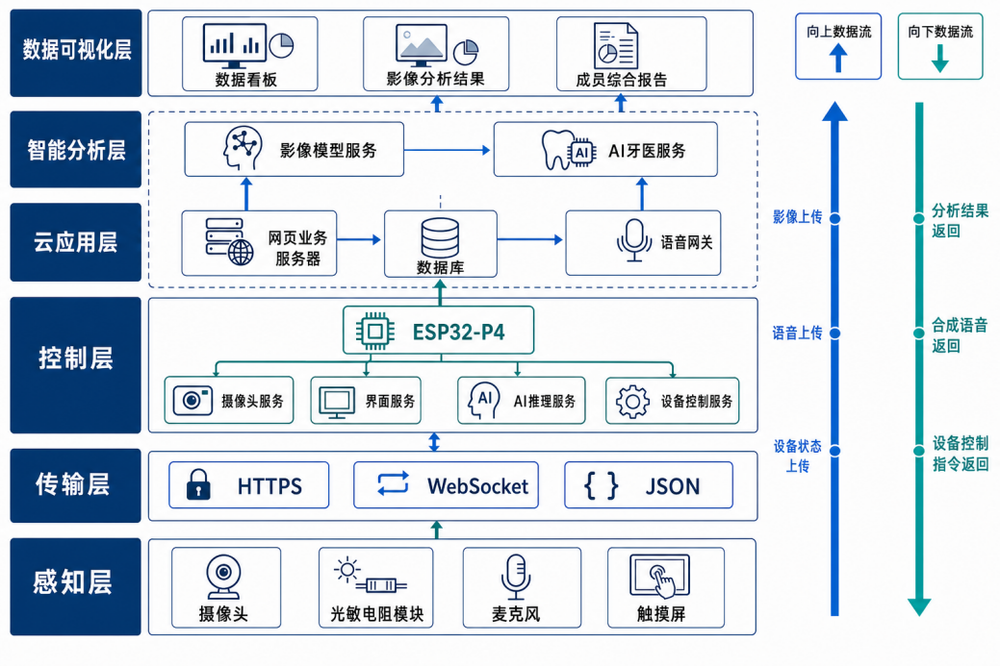 数据可视化层
数据看板
影像分析结果
成员综合报告
向上数据流
向下数据流
智能分析层
影像模型服务
AI
AI牙医服务
云应用层
网页业务
服务器
数据库
语音网关
影像上传
分析结果
返回
控制层
ESP32-P4
摄像头服务
界面服务
AI
AI推理服务
设备控制服务
语音上传
合成语音
返回
传输层
HTTPS
WebSocket
{ }
JSON
设备状态
上传
设备控制
指令返回
感知层
摄像头
光敏电阻模块
麦克风
触摸屏